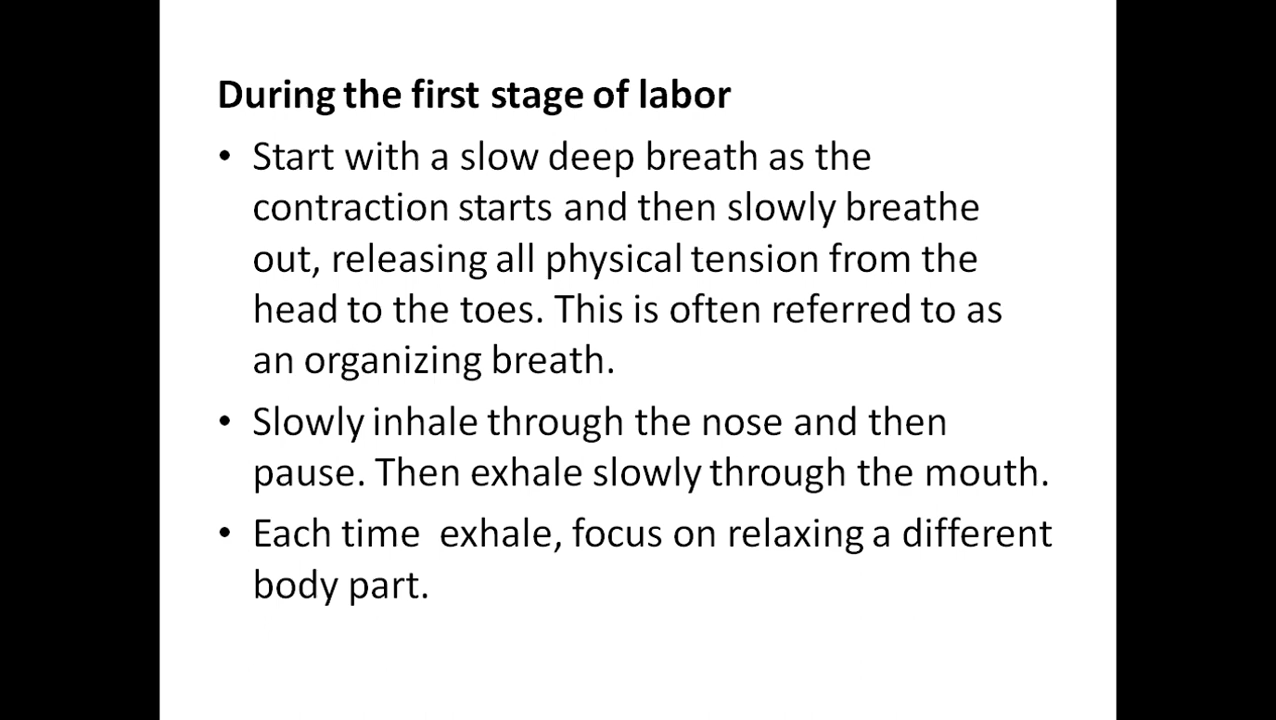 During the first stage of labor
• Start with a slow deep breath as the
contraction starts and then slowly breathe
out, releasing all physical tension from the
head to the toes. This is often referred to as
an organizing breath.
• Slowly inhale through the nose and then
pause. Then exhale slowly through the mouth.
• Each time  exhale, focus on relaxing a different
body part.